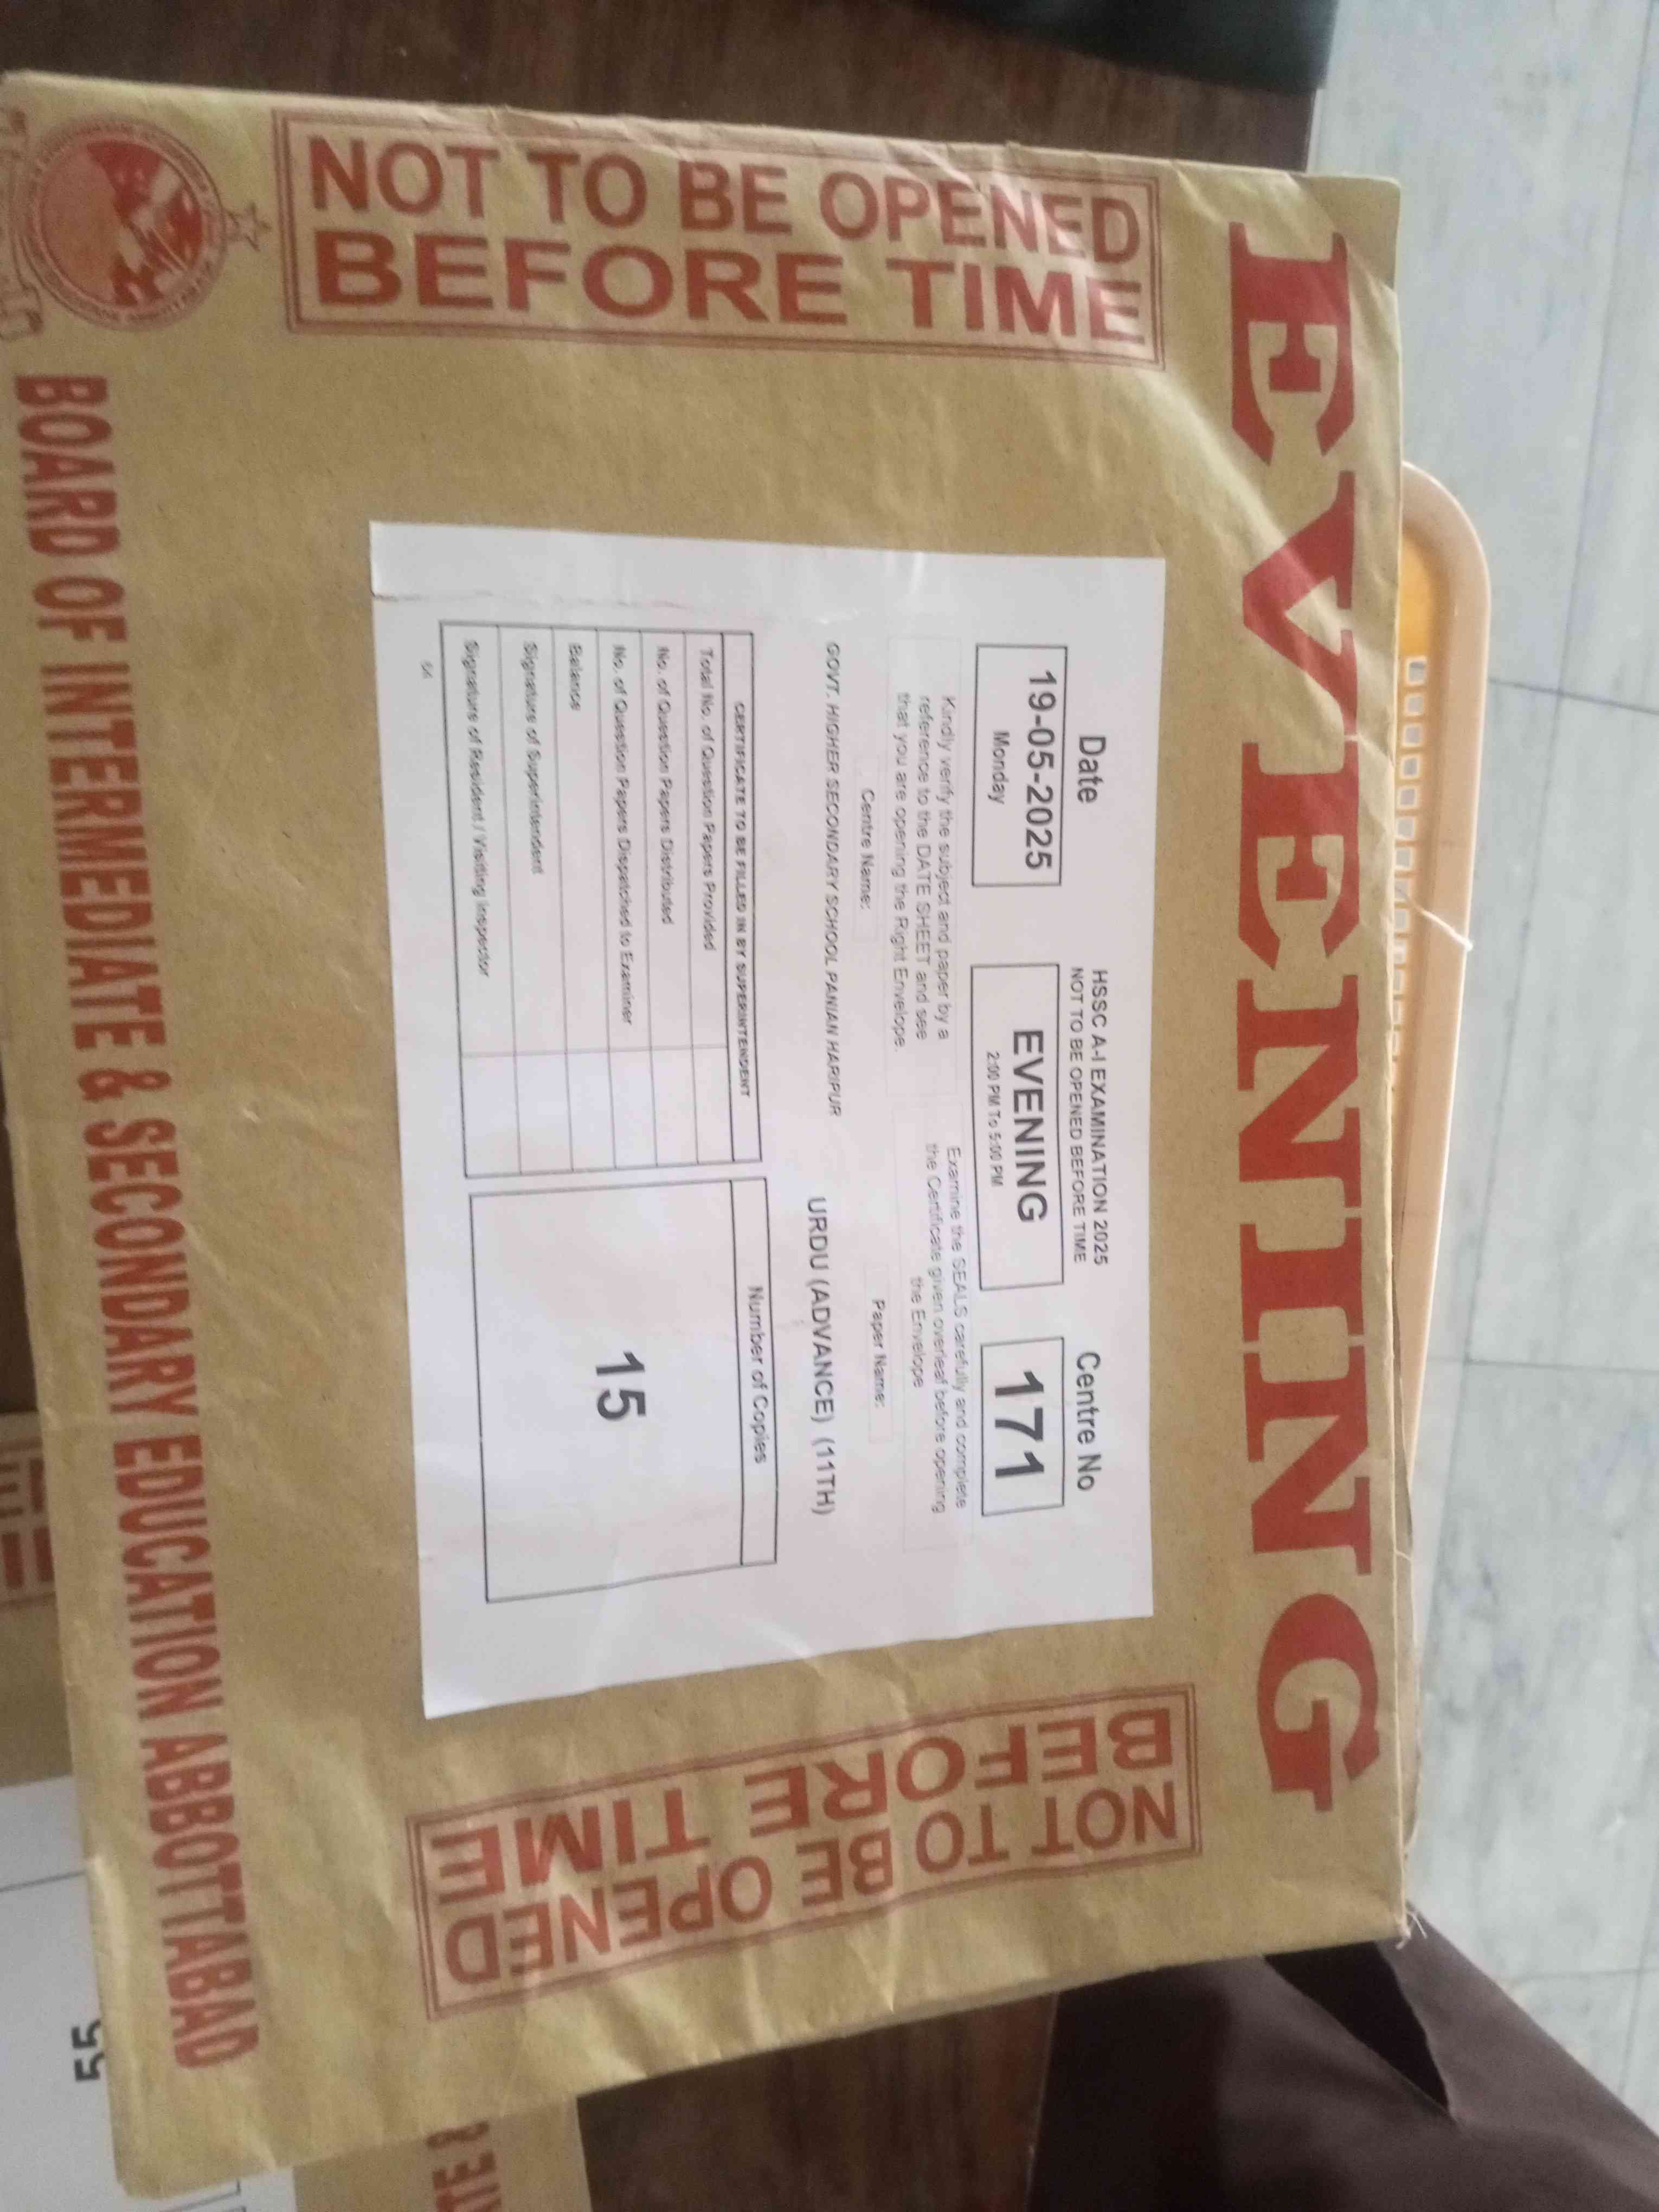 EVENING
NOT TO BE OPENED
BEFORE TIME
Date
19-05-2025
Monday
HSSC A-I EXAMINATION 2025
NOT TO BE OPENED BEFORE TIME
EVENING
2:00 PM To 5:00 PM
Centre No
171
Kindly verify the subject and paper by a
reference to the DATE SHEET and see
that you are opening the Right Envelope.
Examine the SEALS carefully and complete
the Certificate given overleaf before opening
the Envelope
Centre Name:
GOVT. HIGHER SECONDARY SCHOOL PANIAN HARIPUR
Paper Name:
URDU (ADVANCE) (11TH)
CERTIFICATE TO BE FILLED IN BY SUPERINTENDENT
Total No. of Question Papers Provided
No. of Question Papers Distributed
No. of Question Papers Dispatched to Examiner
Balance
Signature of Superintendent
Signature of Resident / Visiting Inspector
Number of Copies
15
NOT TO BE OPENED
BEFORE TIME
BOARD OF INTERMEDIATE & SECONDARY EDUCATION ABBOTTABAD
55